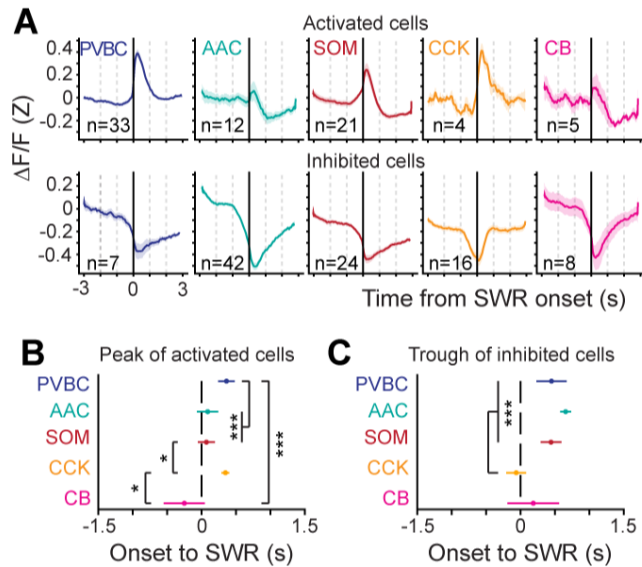 A
Activated cells
PVBC AAC SOM CCK CB
0.4
0.2
0
-0.2
n=33 n=12 n=21 n=4 n=5
ΔF/F (Z)
Inhibited cells
0.2
0
-0.2
-0.4
n=7 n=42 n=24 n=16 n=8
-3 0 3
Time from SWR onset (s)
B Peak of activated cells
PVBC
AAC
SOM
CCK
CB
***
***
*
*
-1.5 0 1.5
Onset to SWR (s)
C Trough of inhibited cells
PVBC
AAC
SOM
CCK
CB
***
-1.5 0 1.5
Onset to SWR (s)